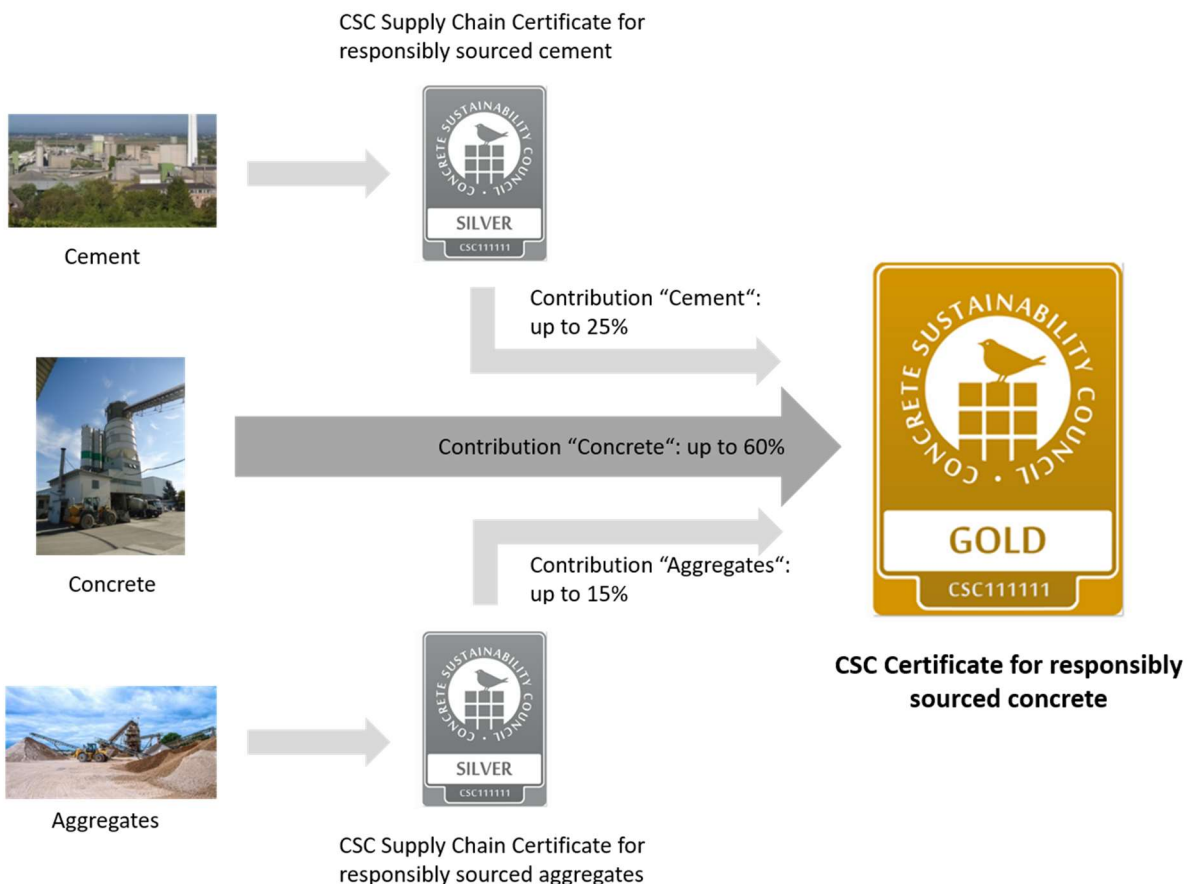 CSC Supply Chain Certificate for
responsibly sourced cement
CONCRETE SUSTAINABILITY COUNCIL ·
SILVER
CSC111111
Cement
Contribution “Cement“:
up to 25%
Contribution “Concrete“: up to 60%
Concrete
CONCRETE SUSTAINABILITY COUNCIL ·
GOLD
CSC111111
CSC Certificate for responsibly
sourced concrete
Contribution “Aggregates“:
up to 15%
CONCRETE SUSTAINABILITY COUNCIL ·
SILVER
CSC111111
Aggregates
CSC Supply Chain Certificate for
responsibly sourced aggregates